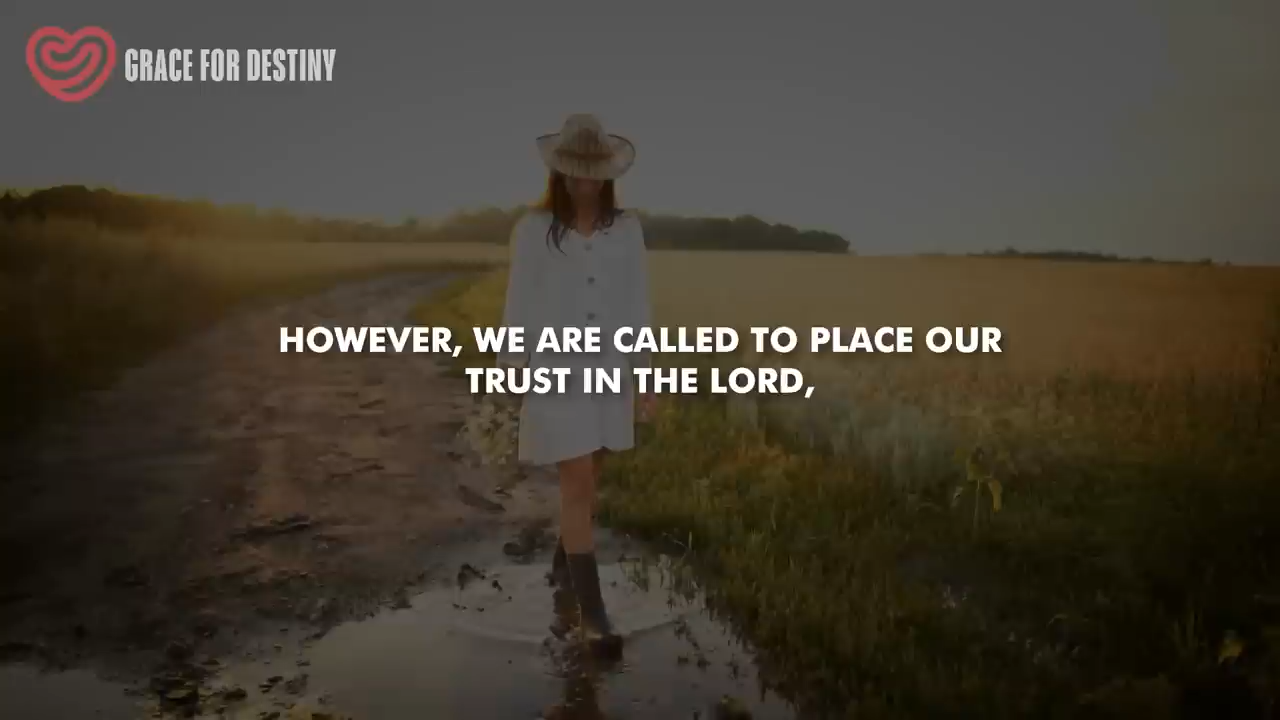 GRACE FOR DESTINY
HOWEVER, WE ARE CALLED TO PLACE OUR
TRUST IN THE LORD,